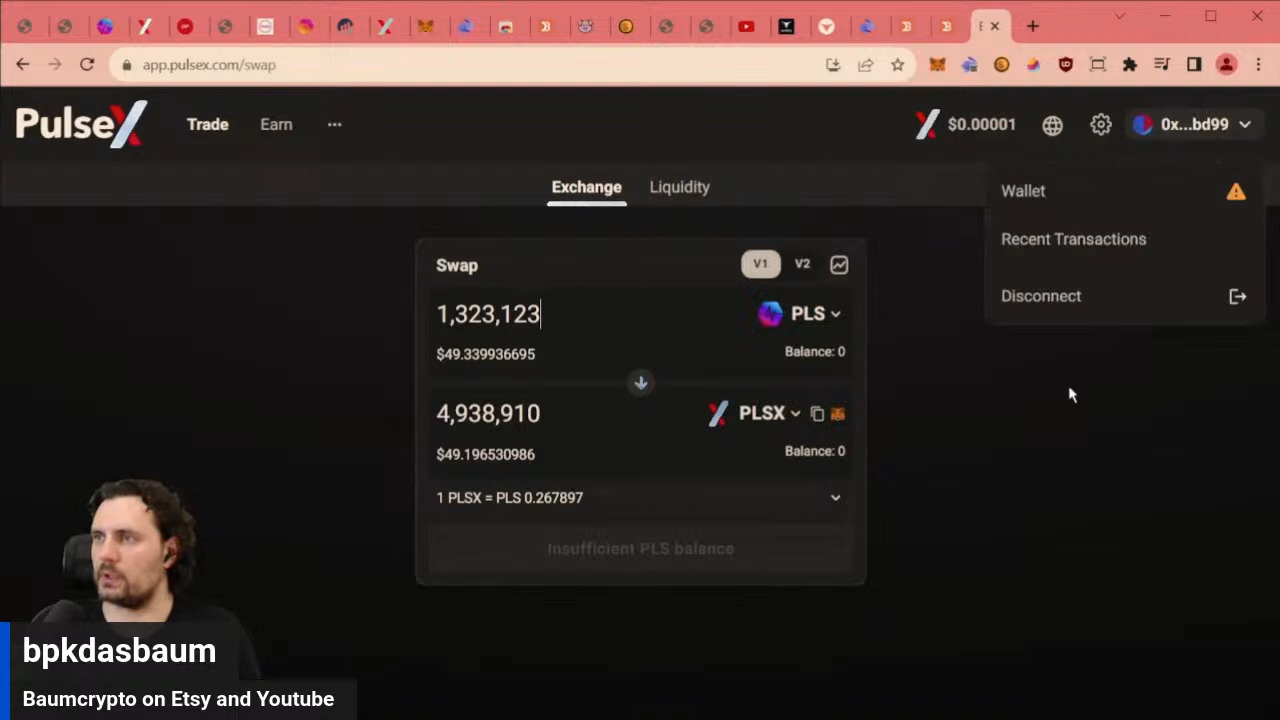 app.pulsex.com/swap
PulseX
Trade
Earn
$0.00001
0x...bd99
Exchange
Liquidity
Wallet
Recent Transactions
Disconnect
Swap
V1
V2
1,323,123
PLS
$49.339936695
Balance: 0
4,938,910
PLSX
$49.196530986
Balance: 0
1 PLSX = PLS 0.267897
Insufficient PLS balance
bpkdasbaum
Baumcrypto on Etsy and Youtube